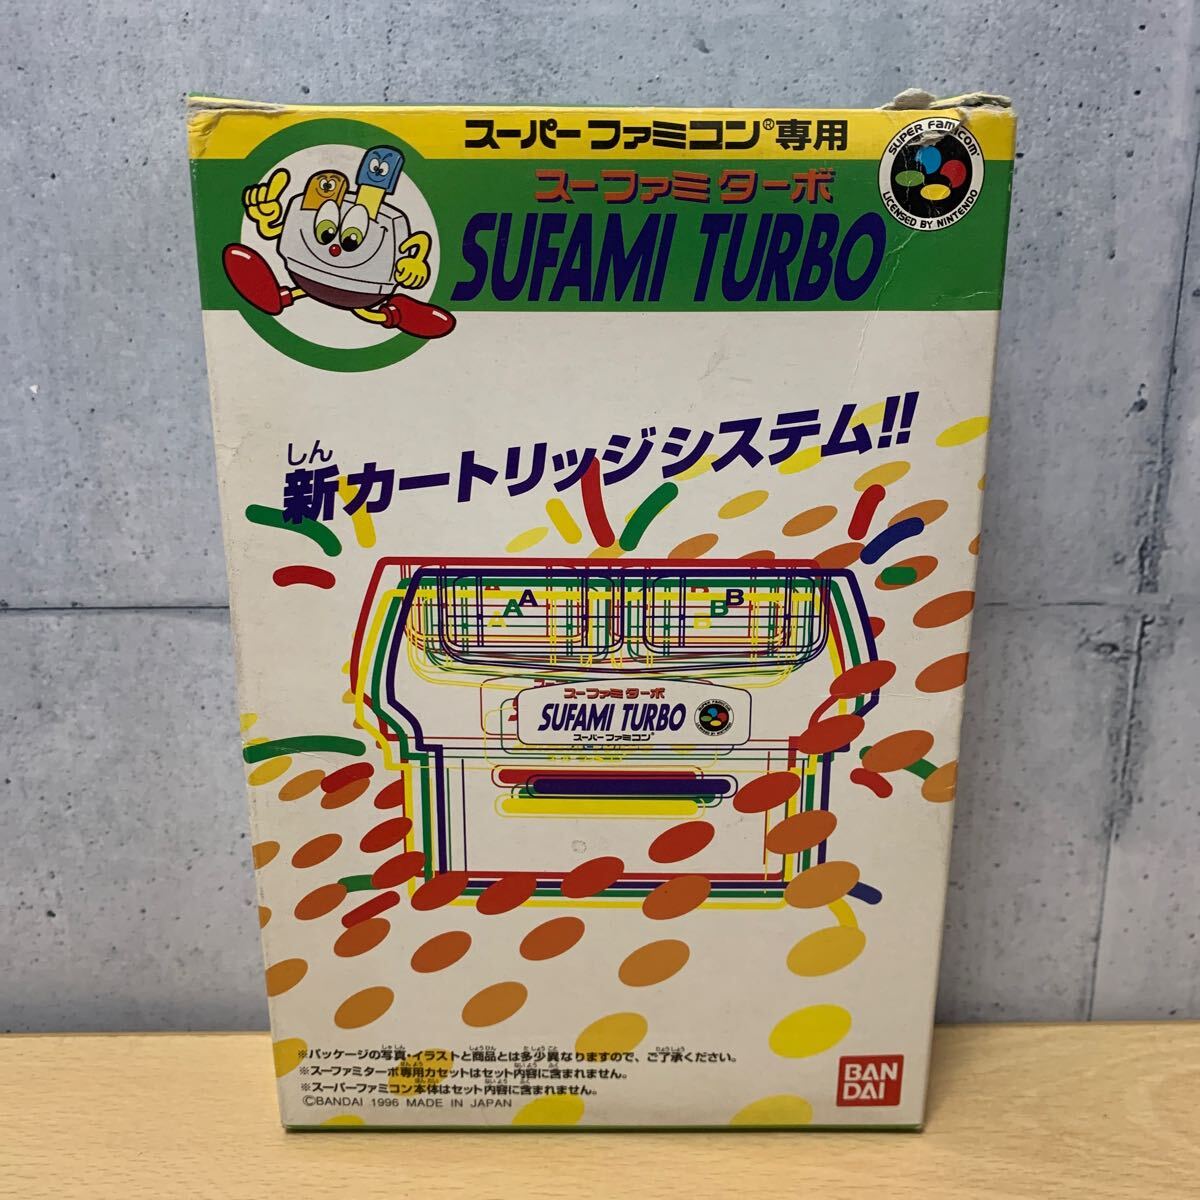 スーパーファミコン®専用
スーファミターボ
SUFAMI TURBO
SUPER FAMICOM
LICENSED BY NINTENDO
しん
新カートリッジシステム!!
A A
B B
スーファミターボ
SUFAMI TURBO
スーパーファミコン®
※パッケージの写真・イラストと商品とは多少異なりますので、ご了承ください。
※スーファミターボ専用カセットはセット内容に含まれません。
※スーパーファミコン本体はセット内容に含まれません。
©BANDAI 1996 MADE IN JAPAN
BAN
DAI